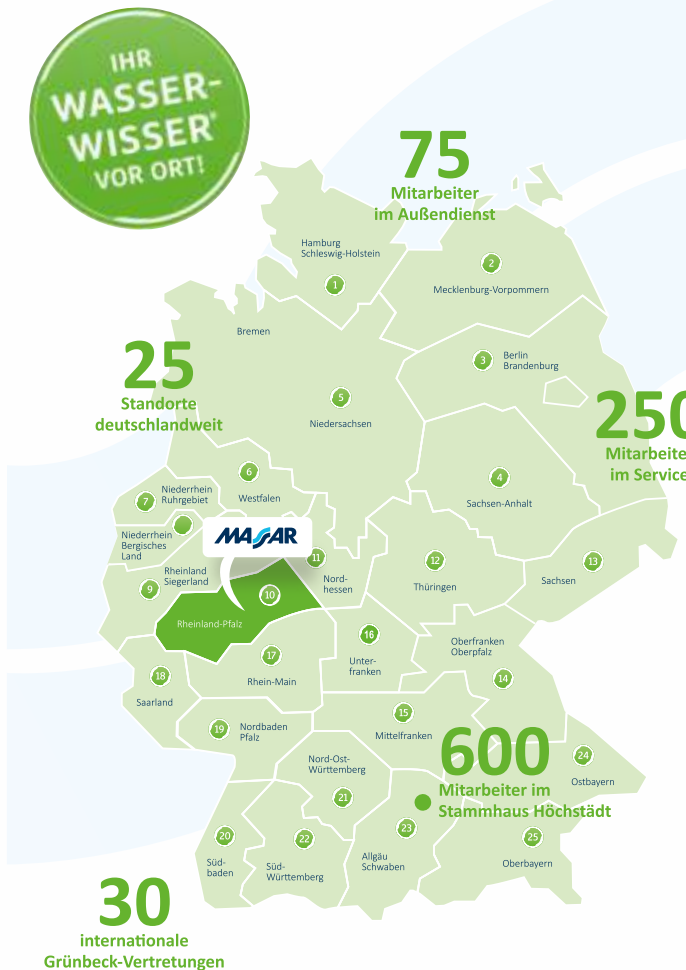 IHR
WASSER-
WISSER®
VOR ORT!
75
Mitarbeiter
im Außendienst
Hamburg
Schleswig-Holstein
1
2
Mecklenburg-Vorpommern
Bremen
3
Berlin
Brandenburg
25
Standorte
deutschlandweit
5
Niedersachsen
250
Mitarbeite
im Service
6
Westfalen
4
Sachsen-Anhalt
7
Niederrhein
Ruhrgebiet
Niederrhein
Bergisches
Land
MASSAR
Rheinland
Siegerland
9
11
Nord-
hessen
12
Thüringen
13
Sachsen
10
Rheinland-Pfalz
16
Unter-
franken
Oberfranken
Oberpfalz
14
17
Rhein-Main
18
Saarland
15
Mittelfranken
19
Nordbaden
Pfalz
600
Mitarbeiter im
Stammhaus Höchstädt
24
Ostbayern
Nord-Ost-
Württemberg
21
20
Süd-
baden
22
Süd-
Württemberg
23
Allgäu
Schwaben
25
Oberbayern
30
internationale
Grünbeck-Vertretungen